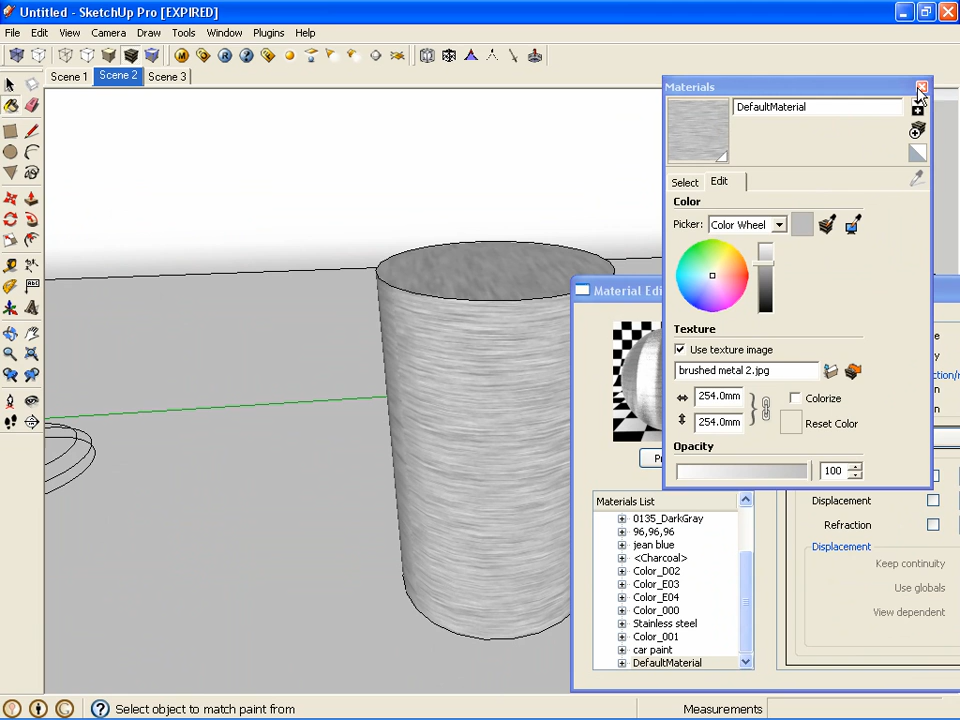 Untitled - SketchUp Pro [EXPIRED]
File Edit View Camera Draw Tools Window Plugins Help
Scene 1 Scene 2 Scene 3
Materials
DefaultMaterial
Select Edit
Color
Picker: Color Wheel
Texture
Use texture image
brushed metal 2.jpg
254.0mm
Colorize
254.0mm
Reset Color
Opacity
100
Material Edi
Materials List
0135_DarkGray
96,96,96
jean blue
<Charcoal>
Color_D02
Color_E03
Color_E04
Color_000
Stainless steel
Color_001
car paint
DefaultMaterial
Displacement
Refraction
Displacement
Keep continuity
Use globals
View dependent
Select object to match paint from
Measurements